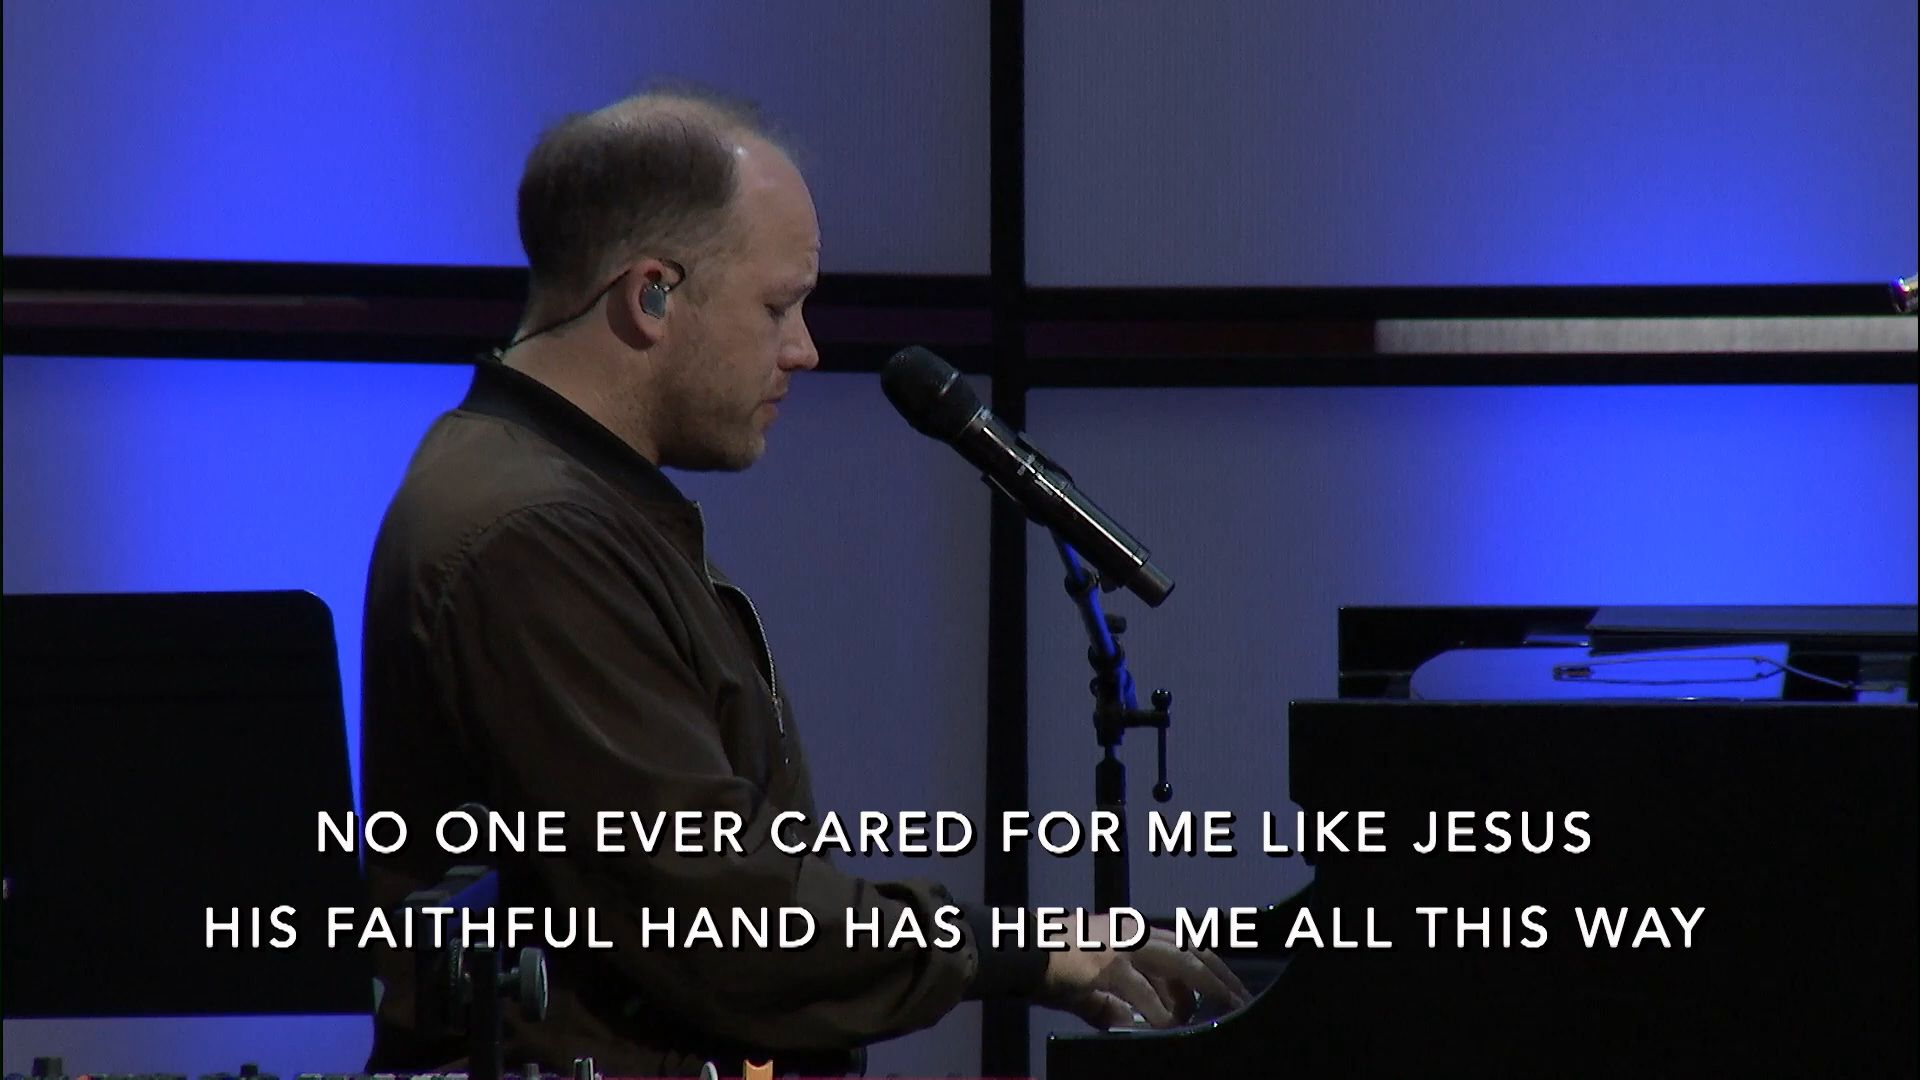 NO ONE EVER CARED FOR ME LIKE JESUS
HIS FAITHFUL HAND HAS HELD ME ALL THIS WAY